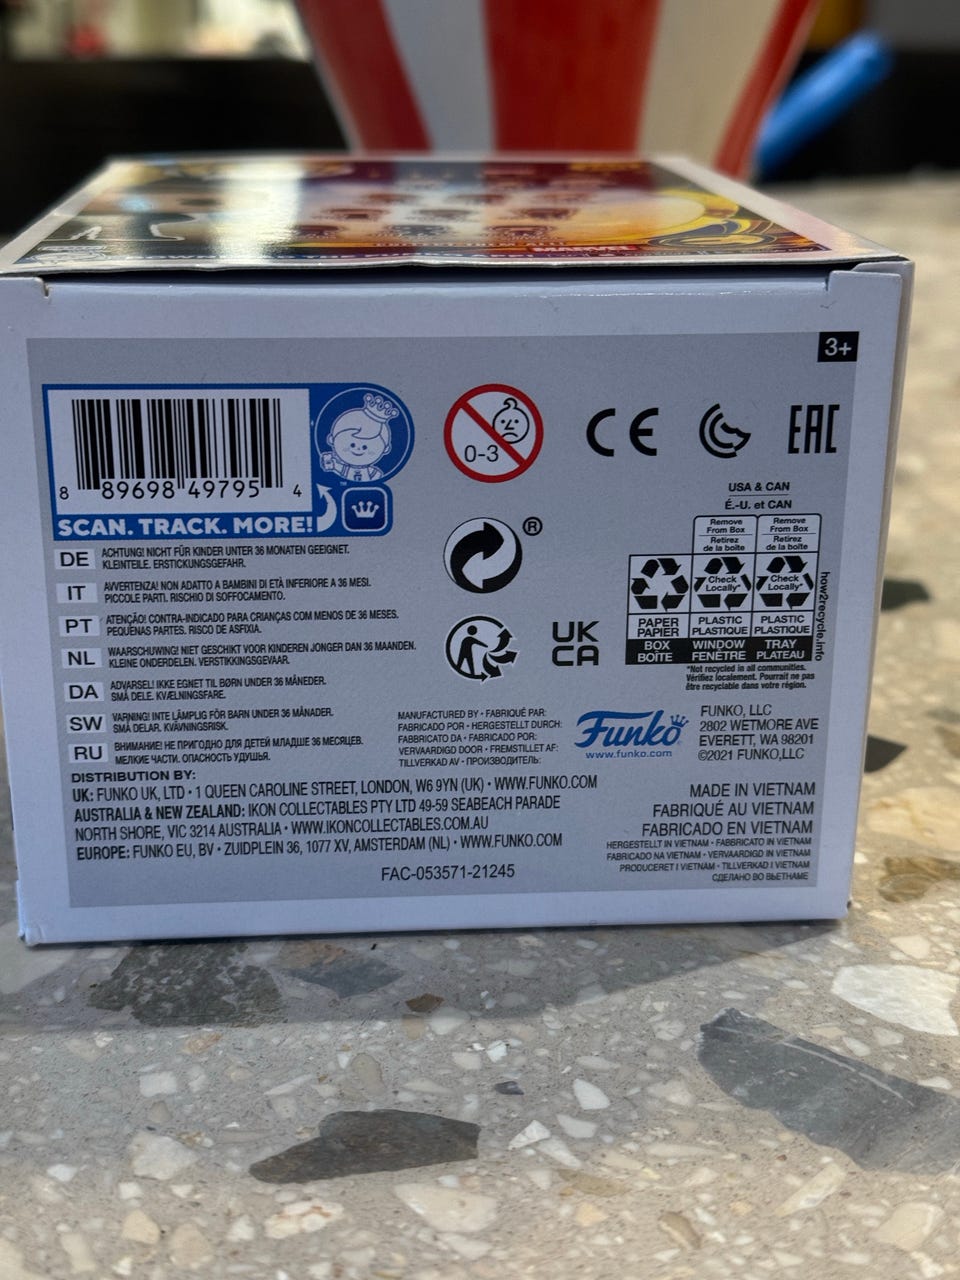 3+
8 89698 49795 4
SCAN. TRACK. MORE!
™
0-3
CE
EAC
DE ACHTUNG! NICHT FÜR KINDER UNTER 36 MONATEN GEEIGNET.
KLEINTEILE. ERSTICKUNGSGEFAHR.
IT AVVERTENZA! NON ADATTO A BAMBINI DI ETÀ INFERIORE A 36 MESI.
PICCOLE PARTI. RISCHIO DI SOFFOCAMENTO.
PT ATENÇÃO! CONTRA-INDICADO PARA CRIANÇAS COM MENOS DE 36 MESES.
PEQUENAS PARTES. RISCO DE ASFIXIA.
NL WAARSCHUWING! NIET GESCHIKT VOOR KINDEREN JONGER DAN 36 MAANDEN.
KLEINE ONDERDELEN. VERSTIKKINGSGEVAAR.
DA ADVARSEL! IKKE EGNET TIL BØRN UNDER 36 MÅNEDER.
SMÅ DELE. KVÆLNINGSFARE.
SW VARNING! INTE LÄMPLIG FÖR BARN UNDER 36 MÅNADER.
SMÅ DELAR. KVÄVNINGSRISK.
RU ВНИМАНИЕ! НЕ ПРИГОДНО ДЛЯ ДЕТЕЙ МЛАДШЕ 36 МЕСЯЦЕВ.
МЕЛКИЕ ЧАСТИ. ОПАСНОСТЬ УДУШЬЯ.
®
UK
CA
USA & CAN
É.-U. et CAN
Remove From Box Retirez de la boîte
Remove From Box Retirez de la boîte
Check Locally*
Check Locally*
PAPER PAPIER
PLASTIC PLASTIQUE
PLASTIC PLASTIQUE
BOX BOÎTE
WINDOW FENÊTRE
TRAY PLATEAU
how2recycle.info
*Not recycled in all communities.
Vérifiez localement. Pourrait ne pas
être recyclable dans votre région.
MANUFACTURED BY • FABRIQUÉ PAR:
FABRICADO POR • HERGESTELLT DURCH:
FABBRICATO DA • FABRICADO POR:
VERVAARDIGD DOOR • FREMSTILLET AF:
TILLVERKAD AV • ПРОИЗВОДИТЕЛЬ:
Funko
www.funko.com
FUNKO, LLC
2802 WETMORE AVE
EVERETT, WA 98201
©2021 FUNKO,LLC
DISTRIBUTION BY:
UK: FUNKO UK, LTD • 1 QUEEN CAROLINE STREET, LONDON, W6 9YN (UK) • WWW.FUNKO.COM
AUSTRALIA & NEW ZEALAND: IKON COLLECTABLES PTY LTD 49-59 SEABEACH PARADE
NORTH SHORE, VIC 3214 AUSTRALIA • WWW.IKONCOLLECTABLES.COM.AU
EUROPE: FUNKO EU, BV • ZUIDPLEIN 36, 1077 XV, AMSTERDAM (NL) • WWW.FUNKO.COM
FAC-053571-21245
MADE IN VIETNAM
FABRIQUÉ AU VIETNAM
FABRICADO EN VIETNAM
HERGESTELLT IN VIETNAM • FABBRICATO IN VIETNAM
FABRICADO NA VIETNAM • VERVAARDIGD IN VIETNAM
PRODUCERET I VIETNAM • TILLVERKAD I VIETNAM
СДЕЛАНО ВО ВЬЕТНАМЕ